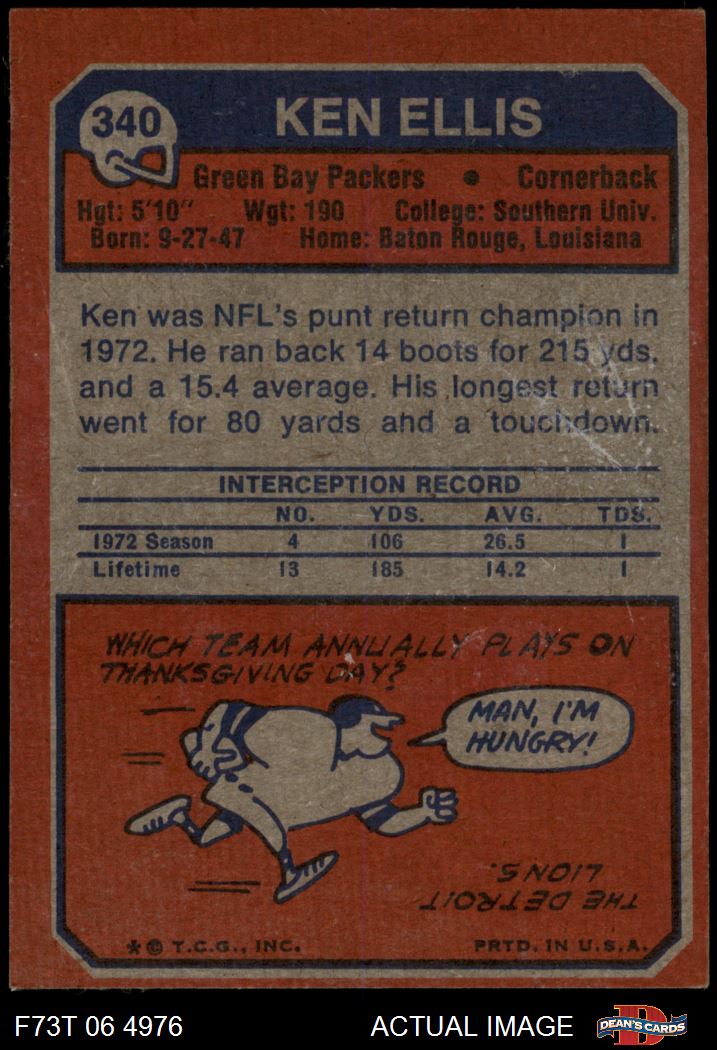 340
KEN ELLIS
Green Bay Packers • Cornerback
Hgt: 5'10" Wgt: 190 College: Southern Univ.
Born: 9-27-47 Home: Baton Rouge, Louisiana
Ken was NFL's punt return champion in
1972. He ran back 14 boots for 215 yds.
and a 15.4 average. His longest return
went for 80 yards and a touchdown.
INTERCEPTION RECORD
NO. YDS. AVG. TDS.
1972 Season 4 106 26.5 1
Lifetime 13 185 14.2 1
WHICH TEAM ANNUALLY PLAYS ON
THANKSGIVING DAY?
MAN, I'M
HUNGRY!
THE DETROIT
LIONS.
* © T.C.G., INC. PRTD. IN U.S.A.
F73T 06 4976 ACTUAL IMAGE
D
DEAN'S CARDS